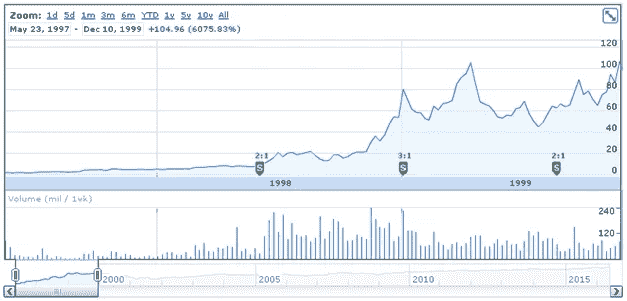 Zoom: 1d 5d 1m 3m 6m YTD 1y 5y 10y All
May 23, 1997 - Dec 10, 1999 +104.96 (6075.83%)
120
100
80
60
40
20
0
2:1 3:1 2:1
S S S
1998 1999
Volume (mil / 1wk)
240
120
2000 2005 2010 2015